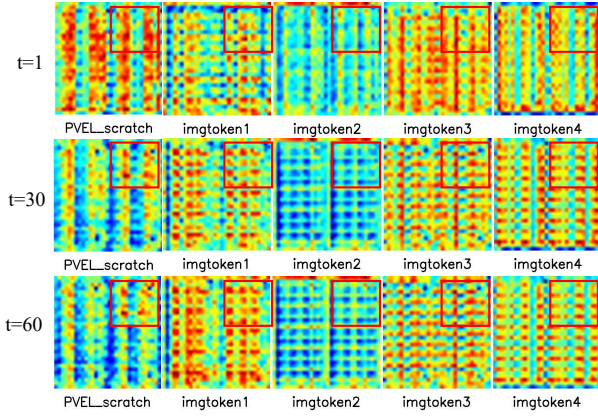 t=1
PVEL_scratch imgtoken1 imgtoken2 imgtoken3 imgtoken4
t=30
PVEL_scratch imgtoken1 imgtoken2 imgtoken3 imgtoken4
t=60
PVEL_scratch imgtoken1 imgtoken2 imgtoken3 imgtoken4